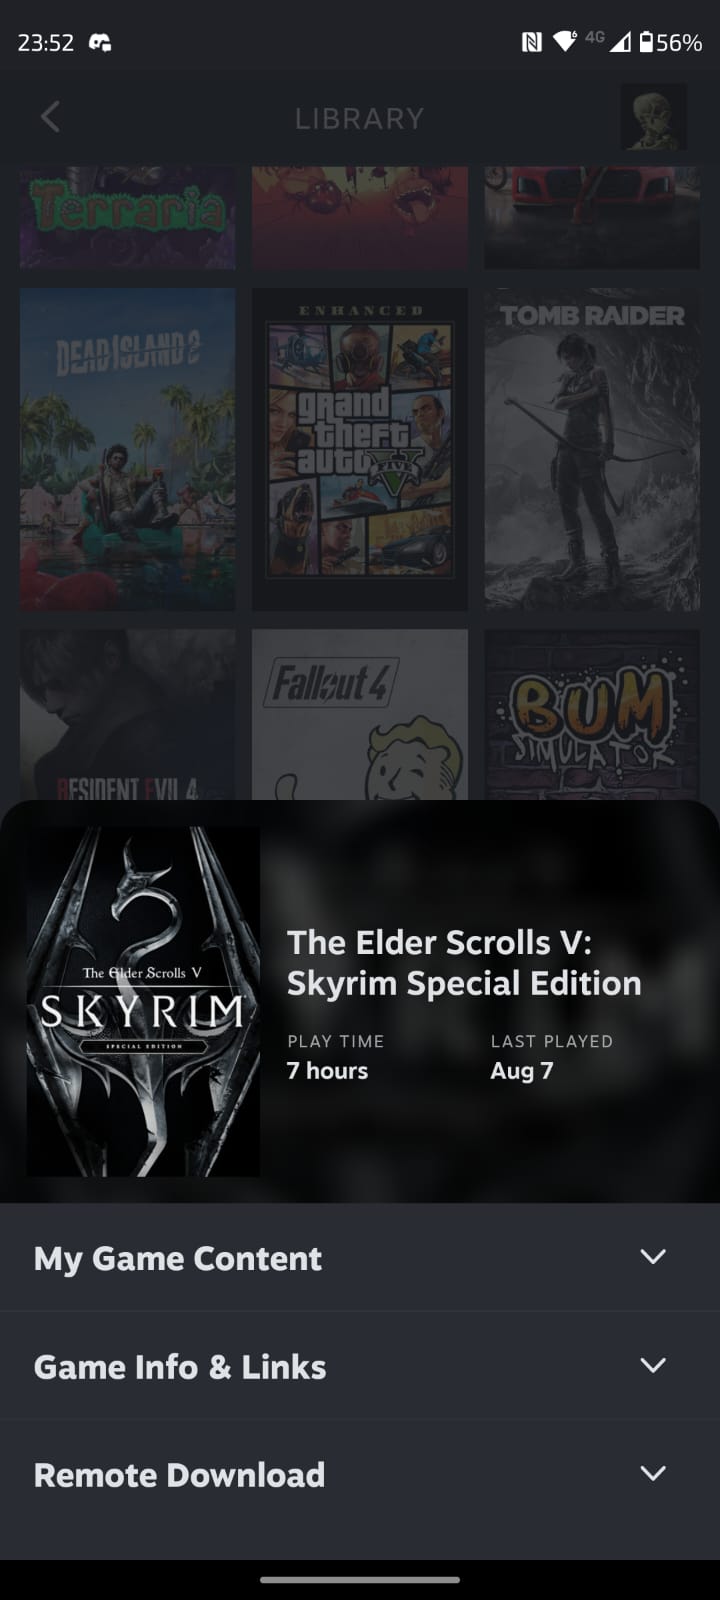 23:52
4G
56%
LIBRARY
Terraria
DEAD ISLAND 2
ENHANCED
grand
theft
auto
FIVE
TOMB RAIDER
RESIDENT EVIL 4
Fallout 4
BUM
SIMULATOR
The Elder Scrolls V
SKYRIM
SPECIAL EDITION
The Elder Scrolls V:
Skyrim Special Edition
PLAY TIME
LAST PLAYED
7 hours
Aug 7
My Game Content
Game Info & Links
Remote Download